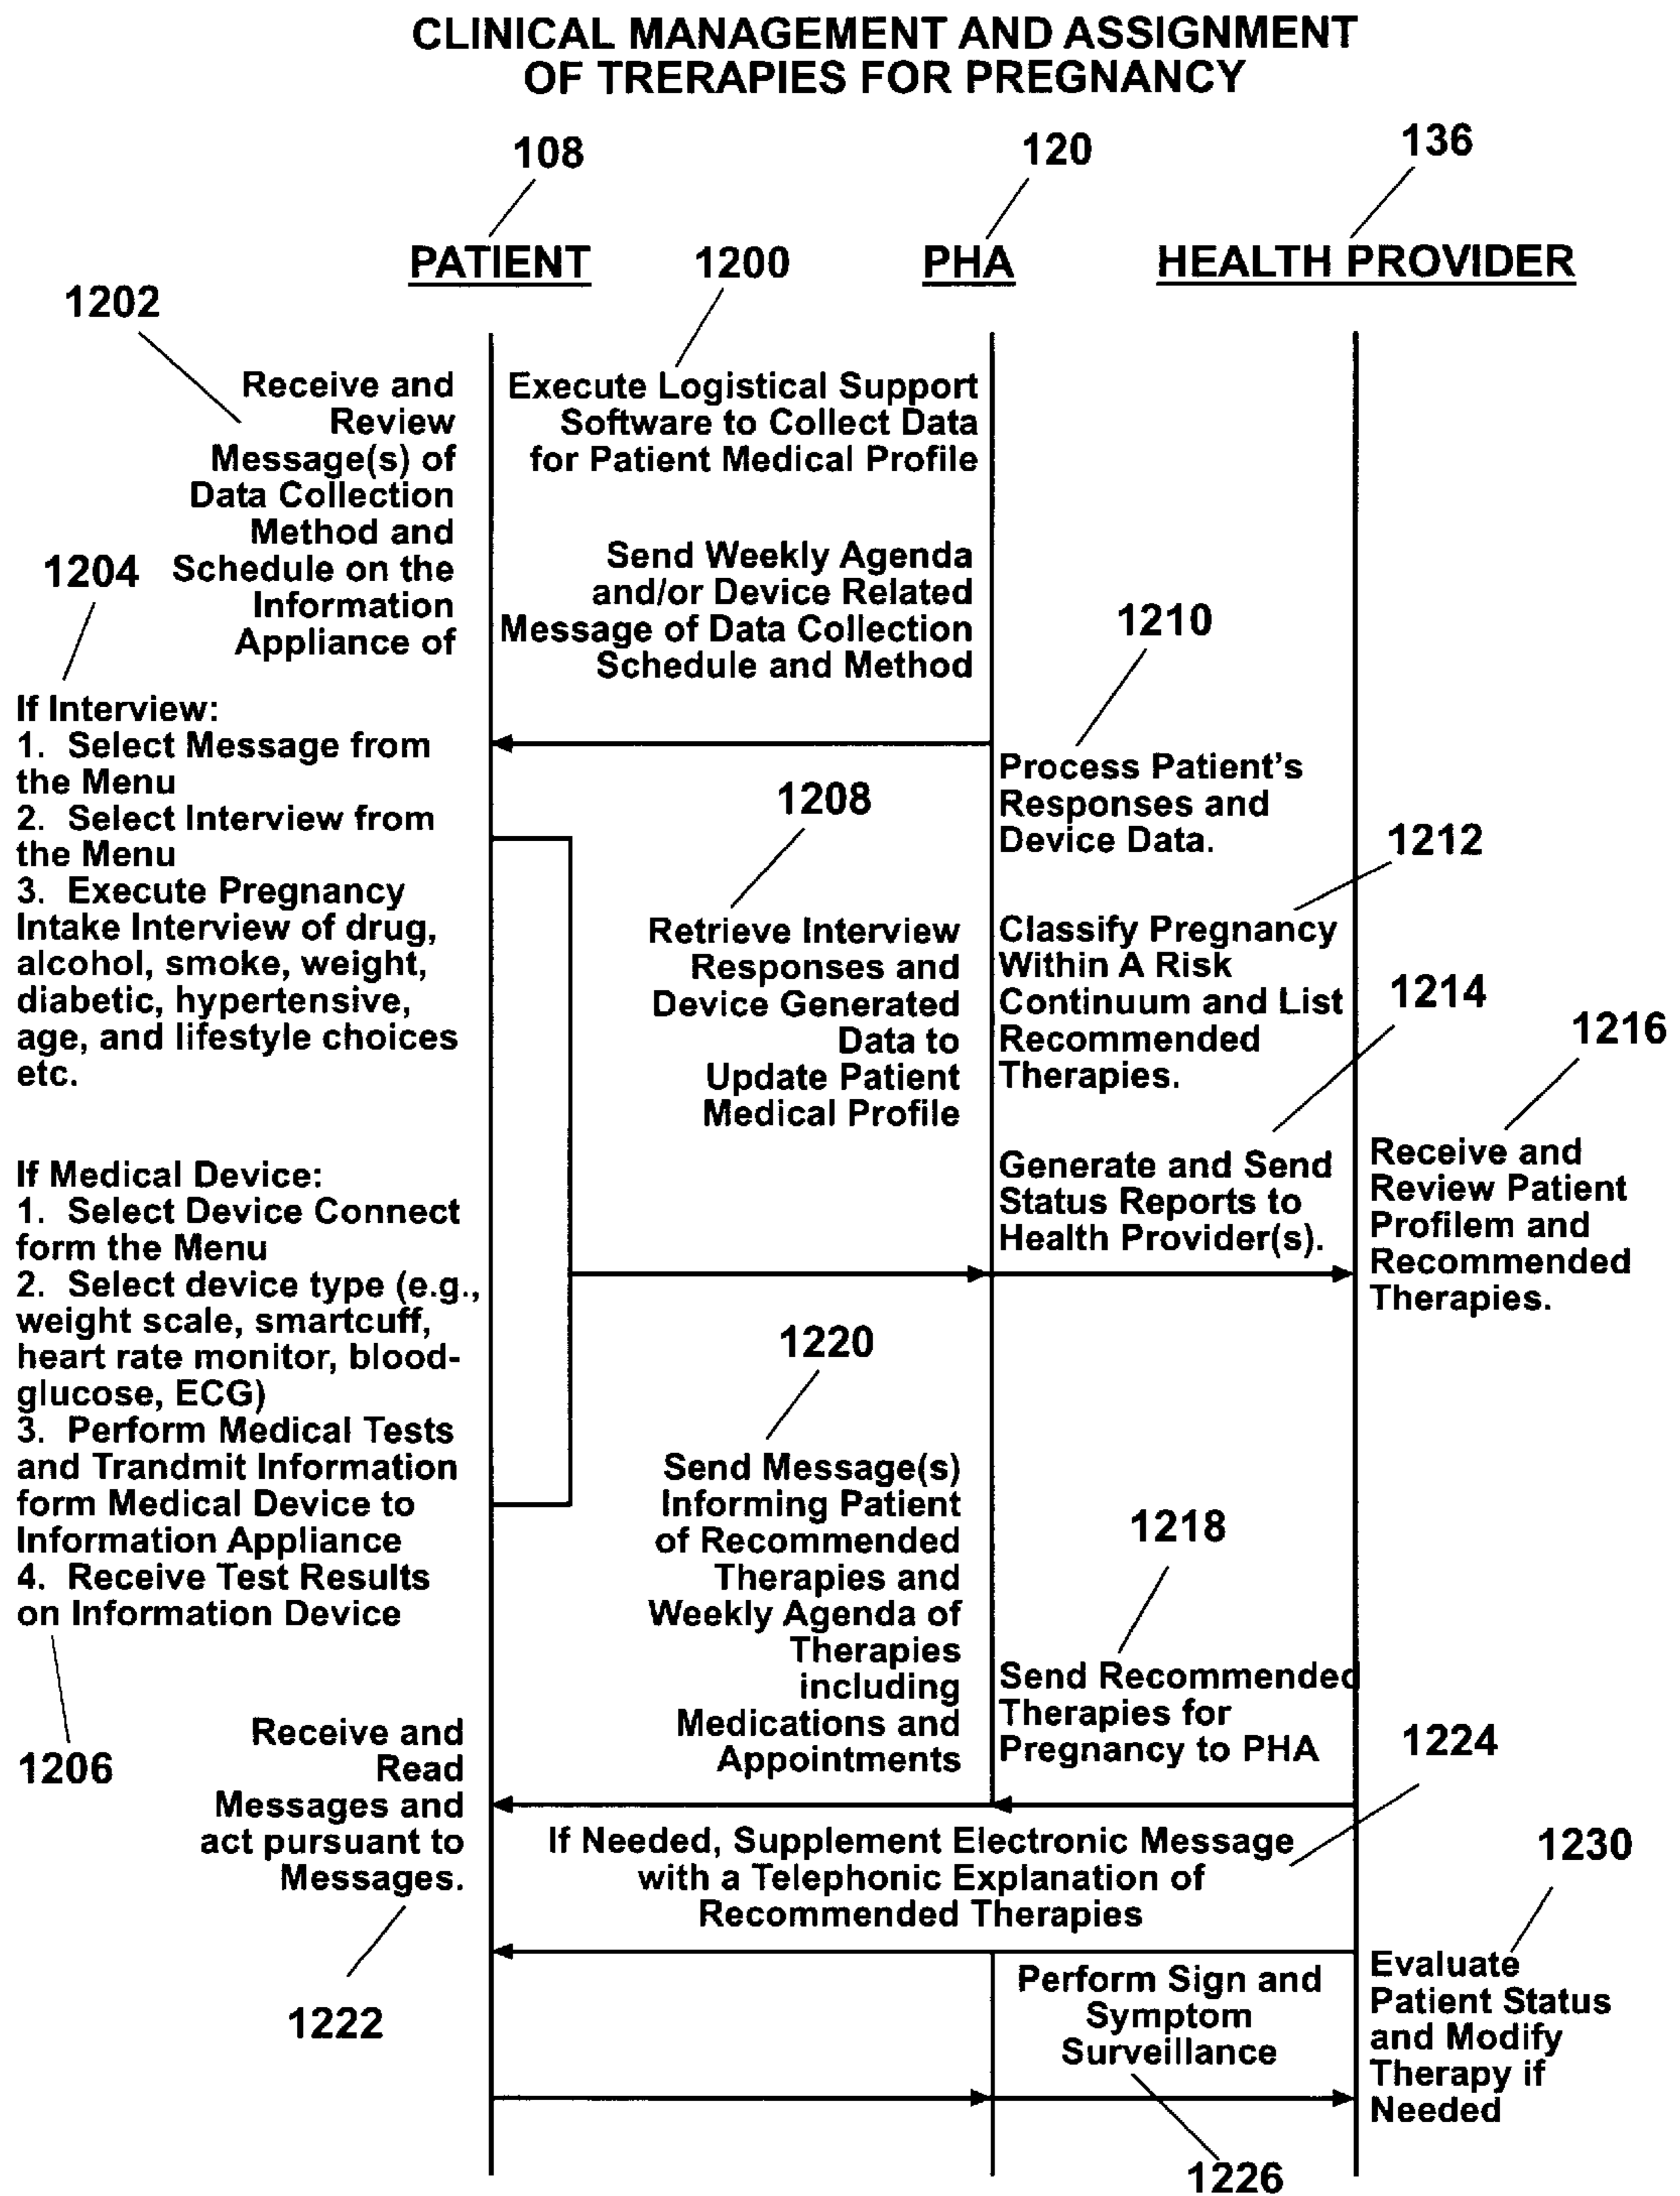 CLINICAL MANAGEMENT AND ASSIGNMENT
OF TRERAPIES FOR PREGNANCY
108
120
136
PATIENT
1200
PHA
HEALTH PROVIDER
1202
Receive and
Review
Message(s) of
Data Collection
Method and
Schedule on the
Information
Appliance of
Execute Logistical Support
Software to Collect Data
for Patient Medical Profile
Send Weekly Agenda
and/or Device Related
Message of Data Collection
Schedule and Method
1204
If Interview:
1. Select Message from
the Menu
2. Select Interview from
the Menu
3. Execute Pregnancy
Intake Interview of drug,
alcohol, smoke, weight,
diabetic, hypertensive,
age, and lifestyle choices
etc.
If Medical Device:
1. Select Device Connect
form the Menu
2. Select device type (e.g.,
weight scale, smartcuff,
heart rate monitor, blood-
glucose, ECG)
3. Perform Medical Tests
and Trandmit Information
form Medical Device to
Information Appliance
4. Receive Test Results
on Information Device
1206
1208
Retrieve Interview
Responses and
Device Generated
Data to
Update Patient
Medical Profile
1210
Process Patient's
Responses and
Device Data.
1212
Classify Pregnancy
Within A Risk
Continuum and List
Recommended
Therapies.
1214
Generate and Send
Status Reports to
Health Provider(s).
1216
Receive and
Review Patient
Profilem and
Recommended
Therapies.
1220
Send Message(s)
Informing Patient
of Recommended
Therapies and
Weekly Agenda of
Therapies
including
Medications and
Appointments
1218
Send Recommended
Therapies for
Pregnancy to PHA
Receive and
Read
Messages and
act pursuant to
Messages.
1222
1224
If Needed, Supplement Electronic Message
with a Telephonic Explanation of
Recommended Therapies
1230
Evaluate
Patient Status
and Modify
Therapy if
Needed
Perform Sign and
Symptom
Surveillance
1226